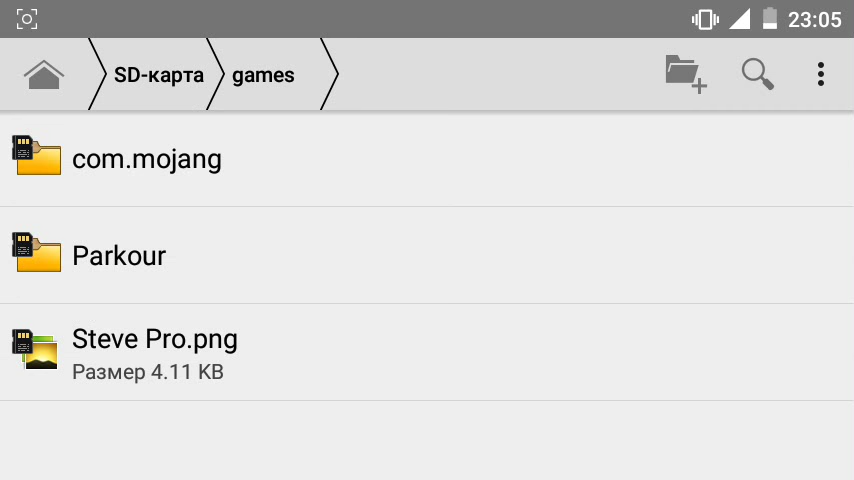 23:05
SD-карта
games
com.mojang
Parkour
Steve Pro.png
Размер 4.11 KB